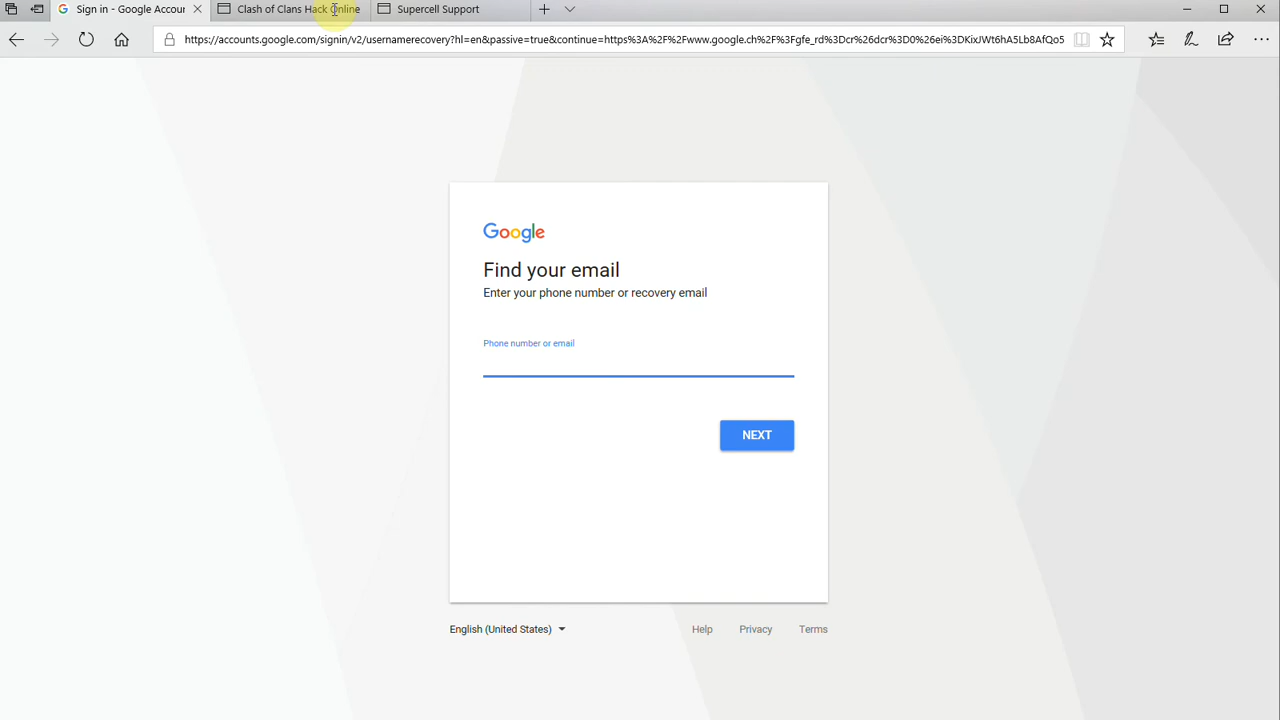 Sign in - Google Accour
Clash of Clans Hack Online
Supercell Support
https://accounts.google.com/signin/v2/usernamerecovery?hl=en&passive=true&continue=https%3A%2F%2Fwww.google.ch%2F%3Fgfe_rd%3Dcr%26dcr%3D0%26ei%3DKixJWt6hA5Lb8AfQo5
Google
Find your email
Enter your phone number or recovery email
Phone number or email
NEXT
English (United States)
Help
Privacy
Terms